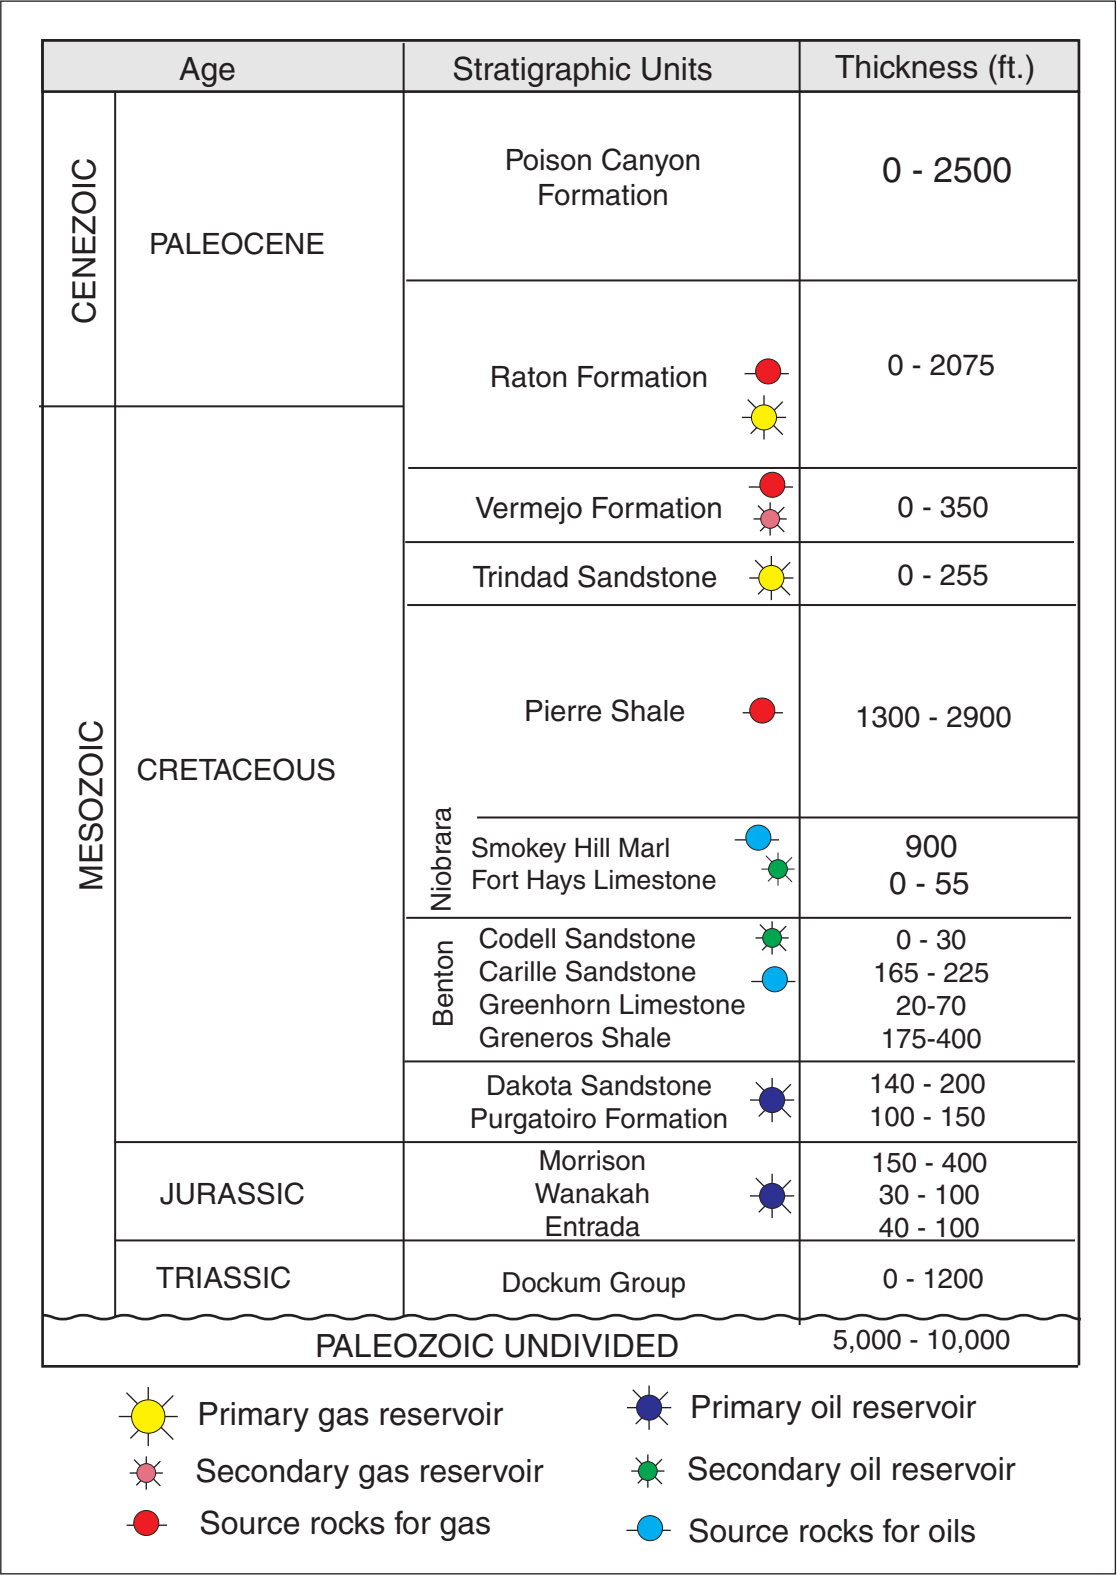 Age
Stratigraphic Units
Thickness (ft.)
CENEZOIC
PALEOCENE
Poison Canyon
Formation
0 - 2500
Raton Formation
0 - 2075
MESOZOIC
CRETACEOUS
Vermejo Formation
0 - 350
Trindad Sandstone
0 - 255
Pierre Shale
1300 - 2900
Niobrara
Smokey Hill Marl
900
Fort Hays Limestone
0 - 55
Benton
Codell Sandstone
0 - 30
Carille Sandstone
165 - 225
Greenhorn Limestone
20-70
Greneros Shale
175-400
Dakota Sandstone
140 - 200
Purgatoiro Formation
100 - 150
JURASSIC
Morrison
150 - 400
Wanakah
30 - 100
Entrada
40 - 100
TRIASSIC
Dockum Group
0 - 1200
PALEOZOIC UNDIVIDED
5,000 - 10,000
Primary gas reservoir
Secondary gas reservoir
Source rocks for gas
Primary oil reservoir
Secondary oil reservoir
Source rocks for oils